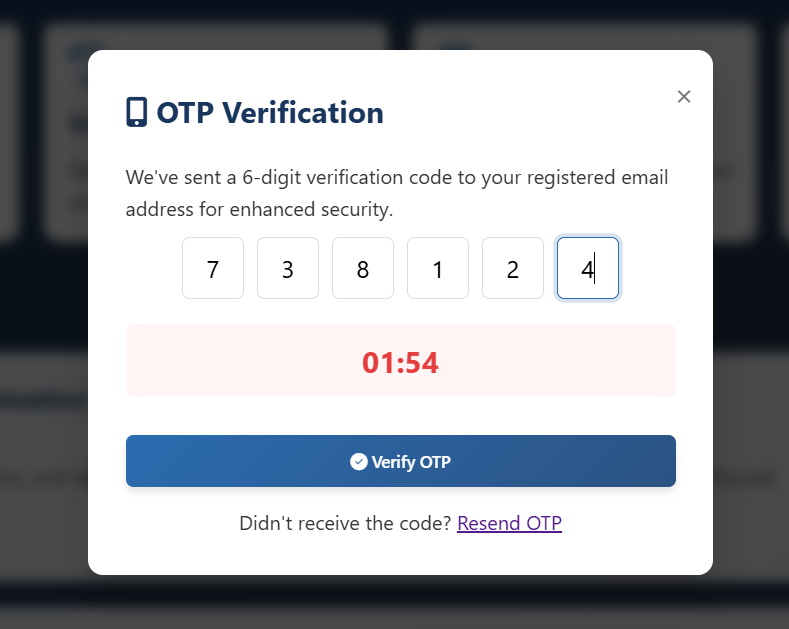 OTP Verification
×
We've sent a 6-digit verification code to your registered email
address for enhanced security.
7 3 8 1 2 4
01:54
Verify OTP
Didn't receive the code? Resend OTP